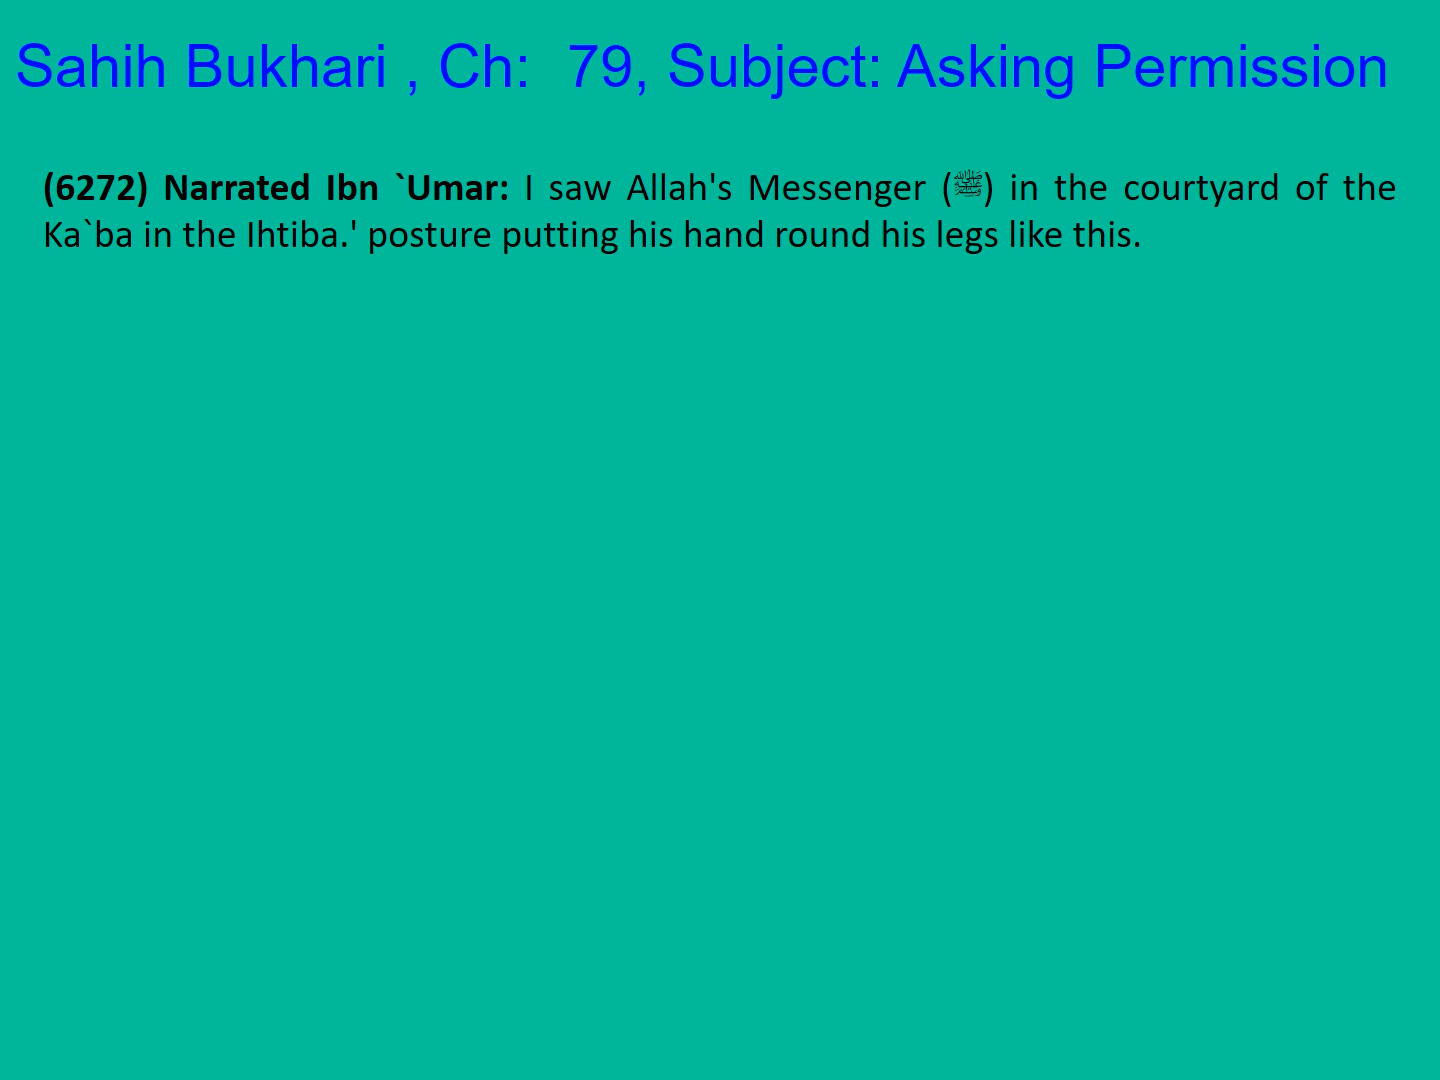 Sahih Bukhari , Ch:  79, Subject: Asking Permission
(6272) Narrated Ibn `Umar: I saw Allah's Messenger (ﷺ) in the courtyard of the
Ka`ba in the Ihtiba.' posture putting his hand round his legs like this.